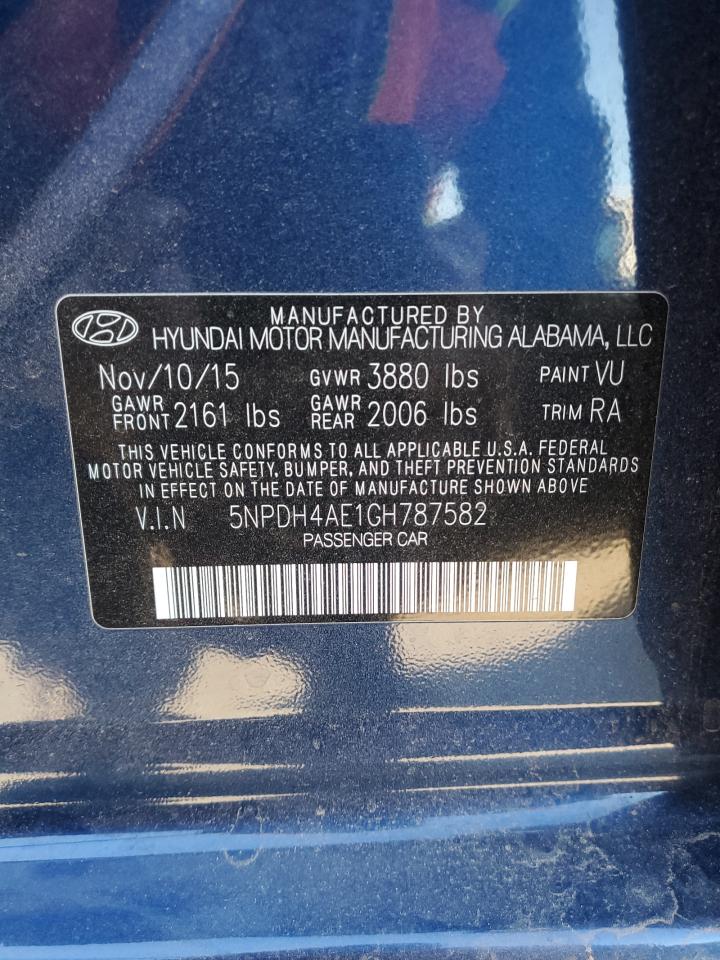 MANUFACTURED BY
HYUNDAI MOTOR MANUFACTURING ALABAMA, LLC
Nov/10/15 GVWR 3880 lbs PAINT VU
GAWR FRONT 2161 lbs GAWR REAR 2006 lbs TRIM RA
THIS VEHICLE CONFORMS TO ALL APPLICABLE U.S.A. FEDERAL
MOTOR VEHICLE SAFETY, BUMPER, AND THEFT PREVENTION STANDARDS
IN EFFECT ON THE DATE OF MANUFACTURE SHOWN ABOVE
V.I.N 5NPDH4AE1GH787582
PASSENGER CAR